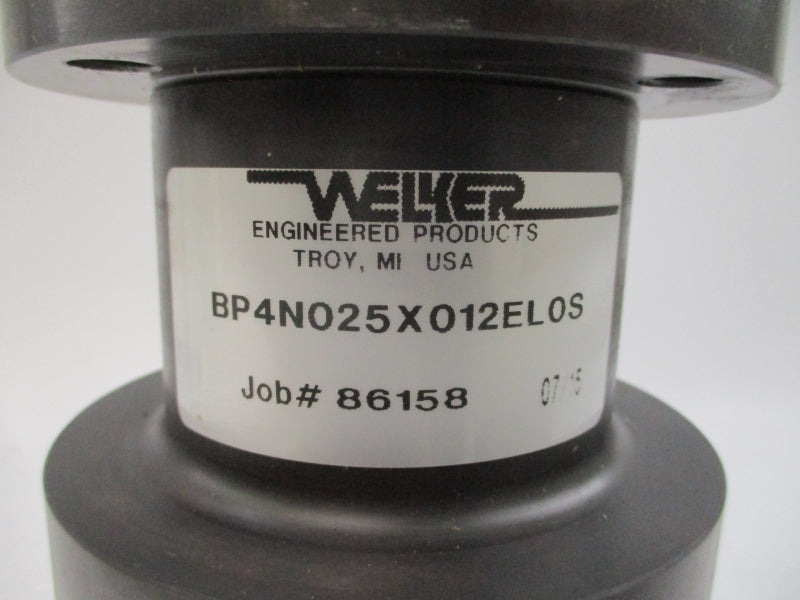 WELKER
ENGINEERED PRODUCTS
TROY, MI USA
BP4N025X012EL0S
Job# 86158